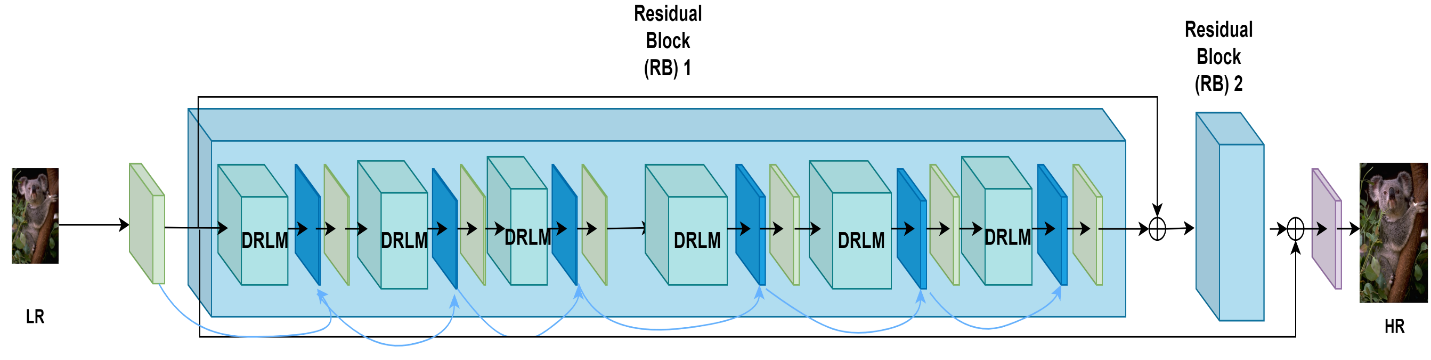 Residual
Block
(RB) 1
Residual
Block
(RB) 2
DRLM
DRLM
DRLM
DRLM
DRLM
DRLM
LR
HR